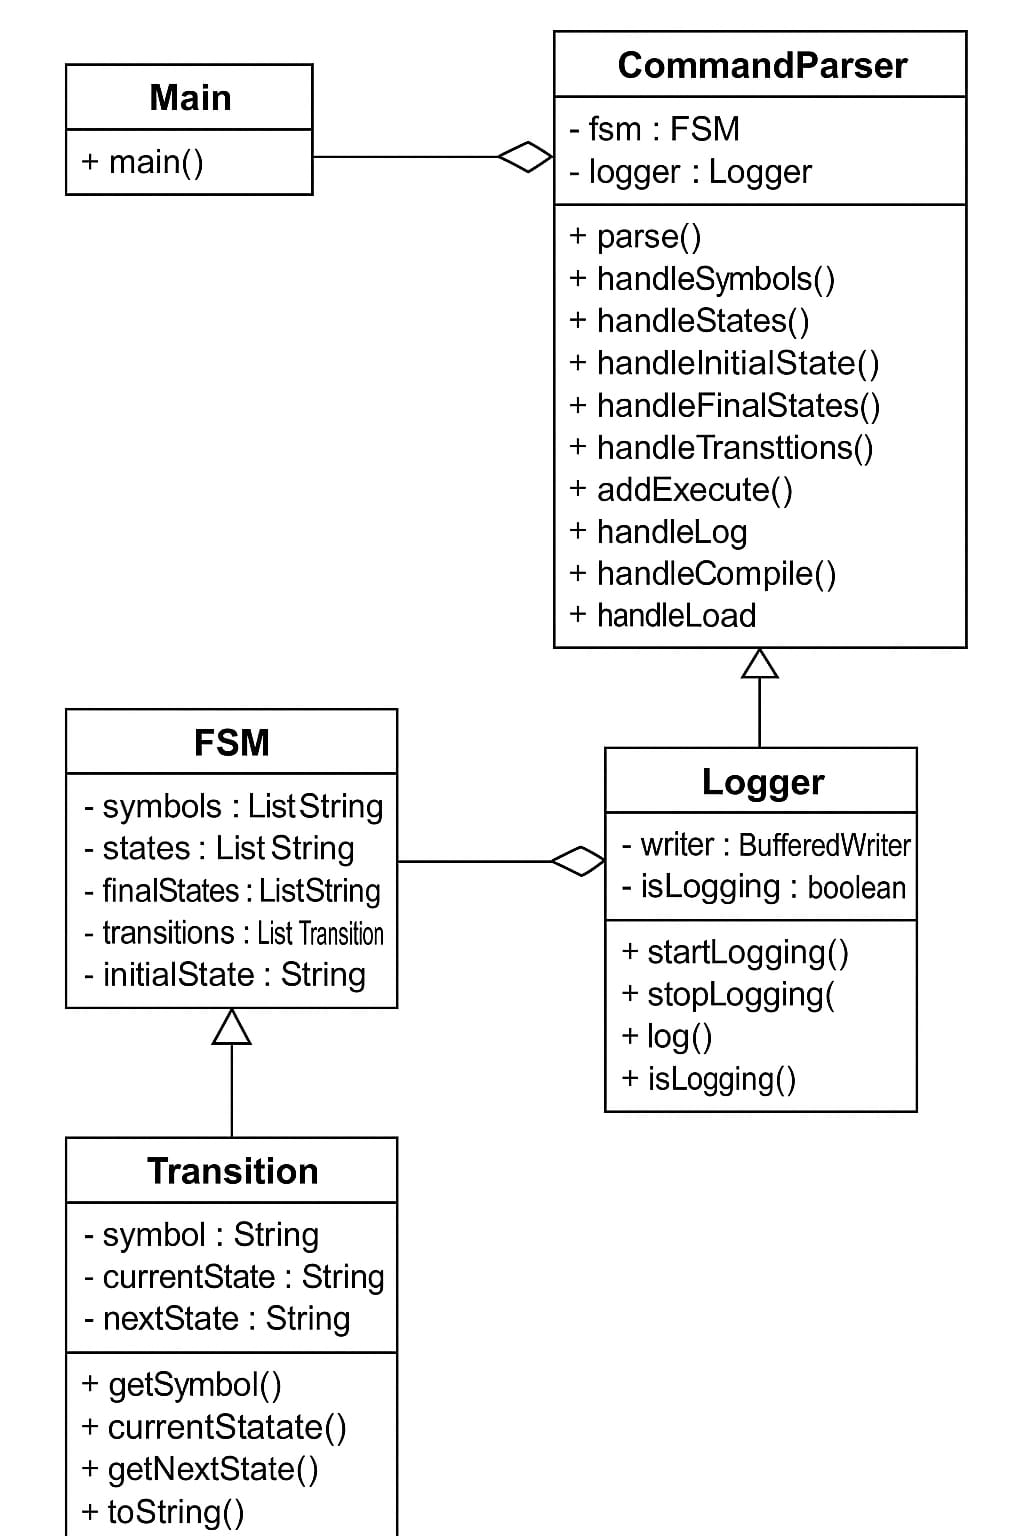 Main
+ main()
CommandParser
- fsm : FSM
- logger : Logger
+ parse()
+ handleSymbols()
+ handleStates()
+ handleInitialState()
+ handleFinalStates()
+ handleTransttions()
+ addExecute()
+ handleLog
+ handleCompile()
+ handleLoad
FSM
- symbols : List String
- states : List String
- finalStates : ListString
- transitions : List Transition
- initialState : String
Logger
- writer : BufferedWriter
- isLogging : boolean
+ startLogging()
+ stopLogging(
+ log()
+ isLogging()
Transition
- symbol : String
- currentState : String
- nextState : String
+ getSymbol()
+ currentStatate()
+ getNextState()
+ toString()